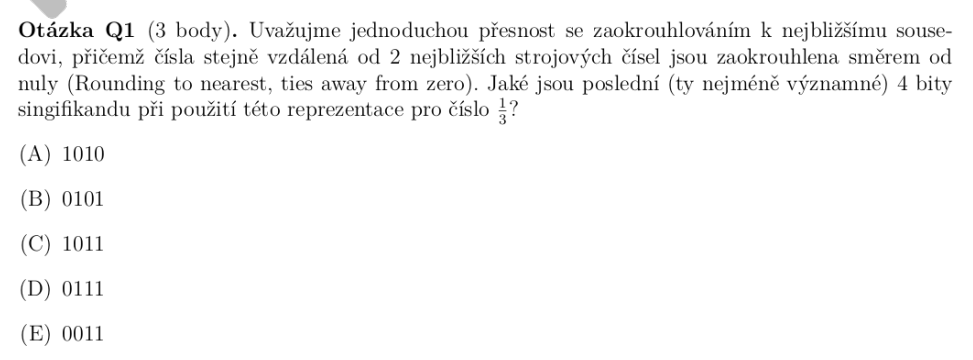 Otázka Q1 (3 body). Uvažujme jednoduchou přesnost se zaokrouhlováním k nejbližšímu souse-
dovi, přičemž čísla stejně vzdálená od 2 nejbližších strojových čísel jsou zaokrouhlena směrem od
nuly (Rounding to nearest, ties away from zero). Jaké jsou poslední (ty nejméně významné) 4 bity
singifikandu při použití této reprezentace pro číslo 1/3?
(A) 1010
(B) 0101
(C) 1011
(D) 0111
(E) 0011